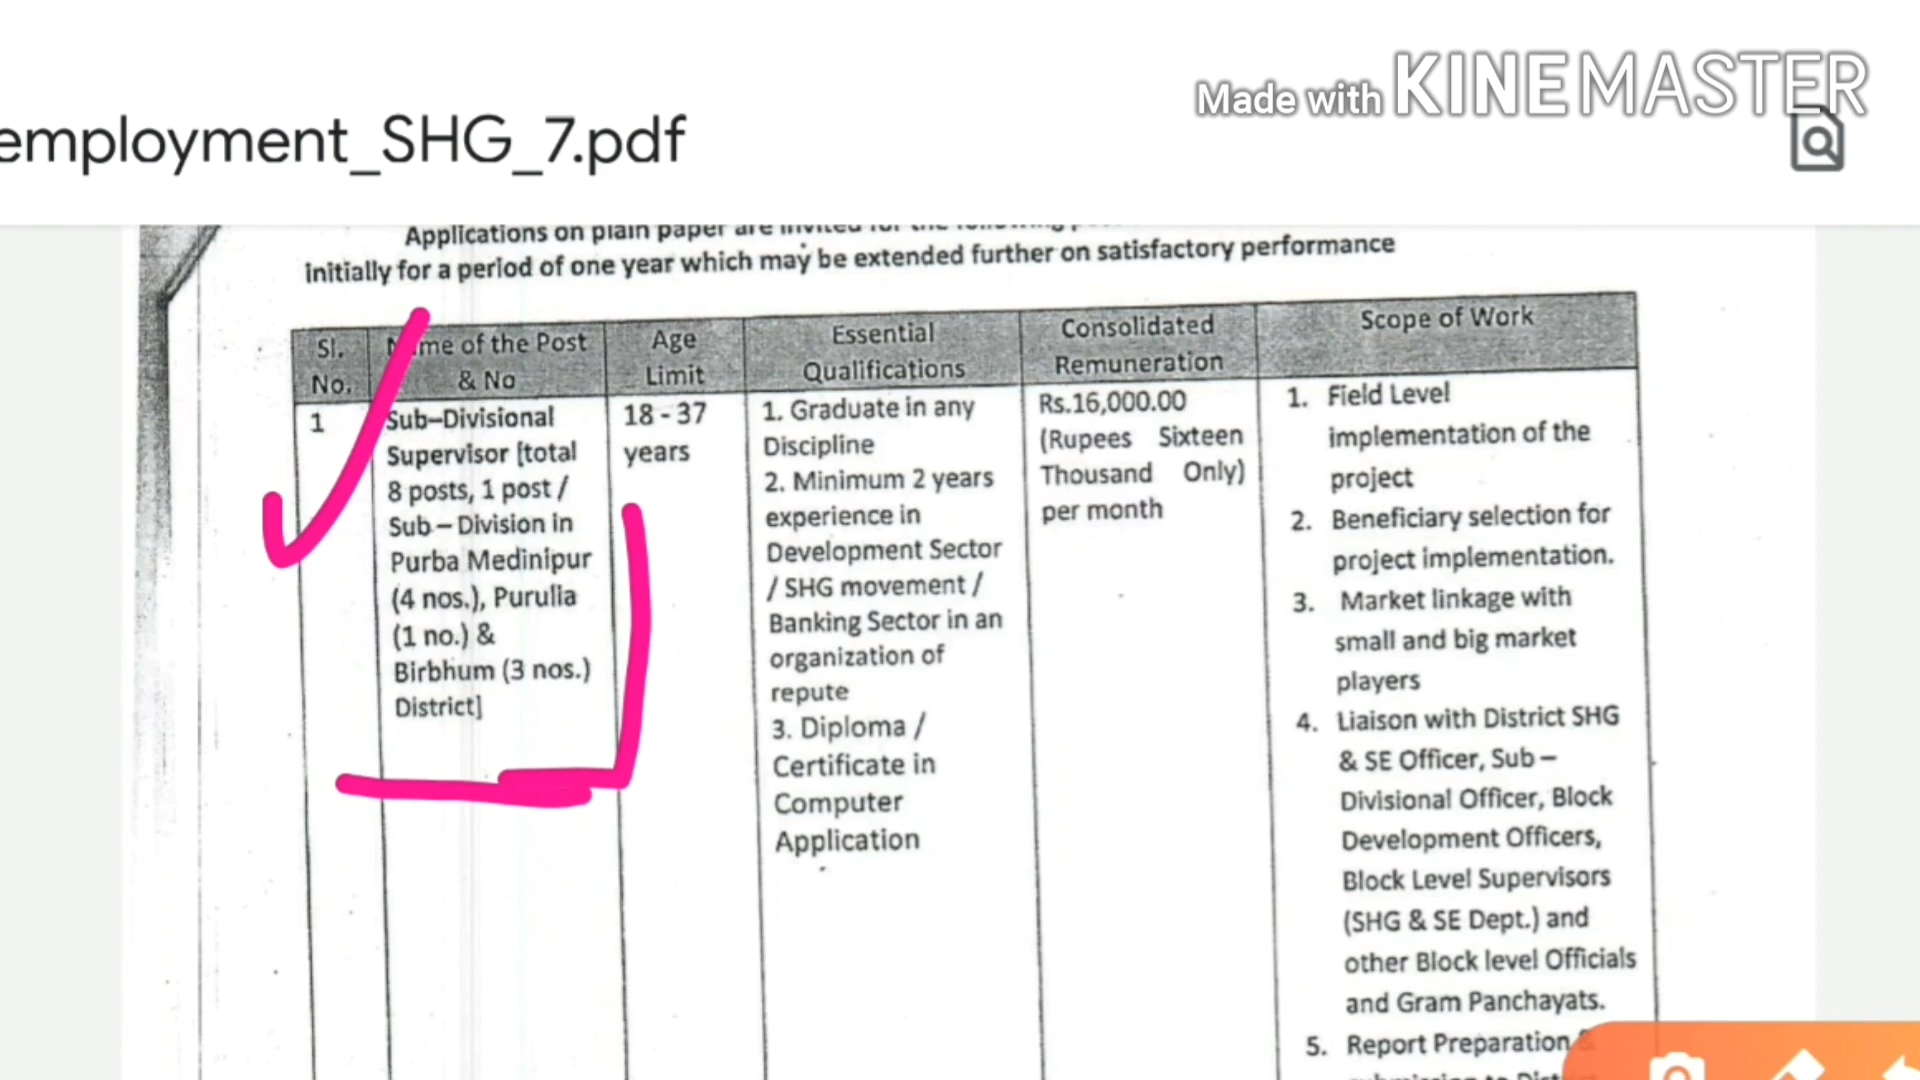 Made with KINEMASTER
employment_SHG_7.pdf
Applications on plain paper are invited for the following
initially for a period of one year which may be extended further on satisfactory performance
Sl. No.
Name of the Post & No
Age Limit
Essential Qualifications
Consolidated Remuneration
Scope of Work
1
Sub–Divisional
Supervisor [total
8 posts, 1 post /
Sub – Division in
Purba Medinipur
(4 nos.), Purulia
(1 no.) &
Birbhum (3 nos.)
District]
18 - 37
years
1. Graduate in any
Discipline
2. Minimum 2 years
experience in
Development Sector
/ SHG movement /
Banking Sector in an
organization of
repute
3. Diploma /
Certificate in
Computer
Application
Rs.16,000.00
(Rupees Sixteen
Thousand Only)
per month
1. Field Level
implementation of the
project
2. Beneficiary selection for
project implementation.
3. Market linkage with
small and big market
players
4. Liaison with District SHG
& SE Officer, Sub –
Divisional Officer, Block
Development Officers,
Block Level Supervisors
(SHG & SE Dept.) and
other Block level Officials
and Gram Panchayats.
5. Report Preparation &